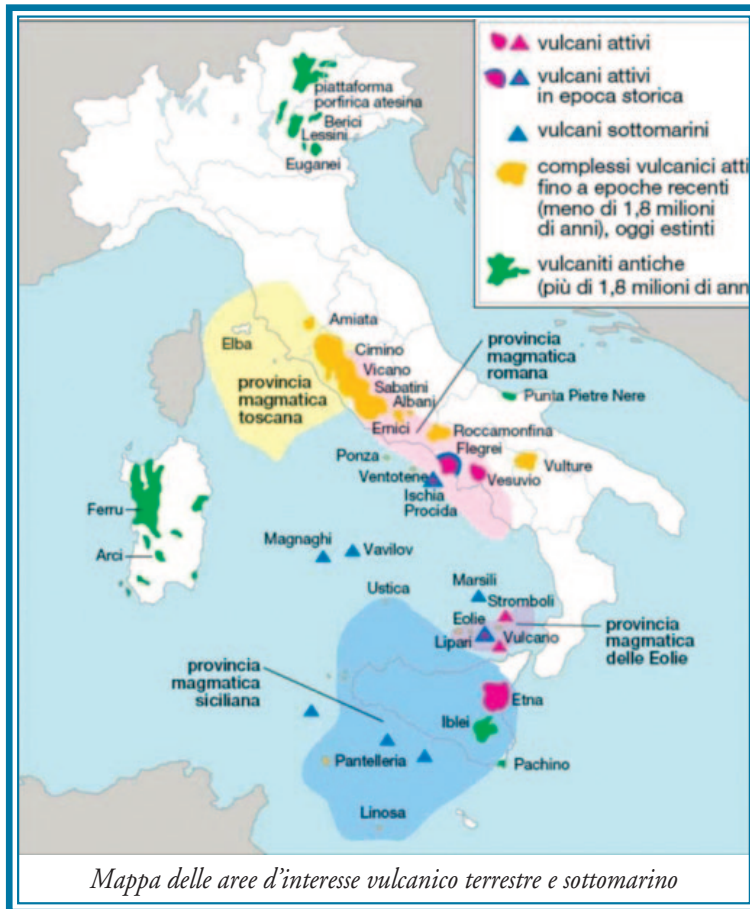 vulcani attivi
vulcani attivi
in epoca storica
vulcani sottomarini
complessi vulcanici atti
fino a epoche recenti
(meno di 1,8 milioni
di anni), oggi estinti
vulcaniti antiche
(più di 1,8 milioni di ann
piattaforma
porfirica atesina
Berici
Lessini
Euganei
Elba
Amiata
Cimino
Vicano
Sabatini
Albani
Ernici
provincia
magmatica
toscana
provincia
magmatica
romana
Punta Pietre Nere
Roccamonfina
Flegrei
Vulture
Ponza
Ventotene
Vesuvio
Ischia
Procida
Ferru
Arci
Magnaghi
Vavilov
Marsili
Stromboli
Ustica
Eolie
Lipari
Vulcano
provincia
magmatica
delle Eolie
provincia
magmatica
siciliana
Etna
Iblei
Pantelleria
Pachino
Linosa
Mappa delle aree d'interesse vulcanico terrestre e sottomarino